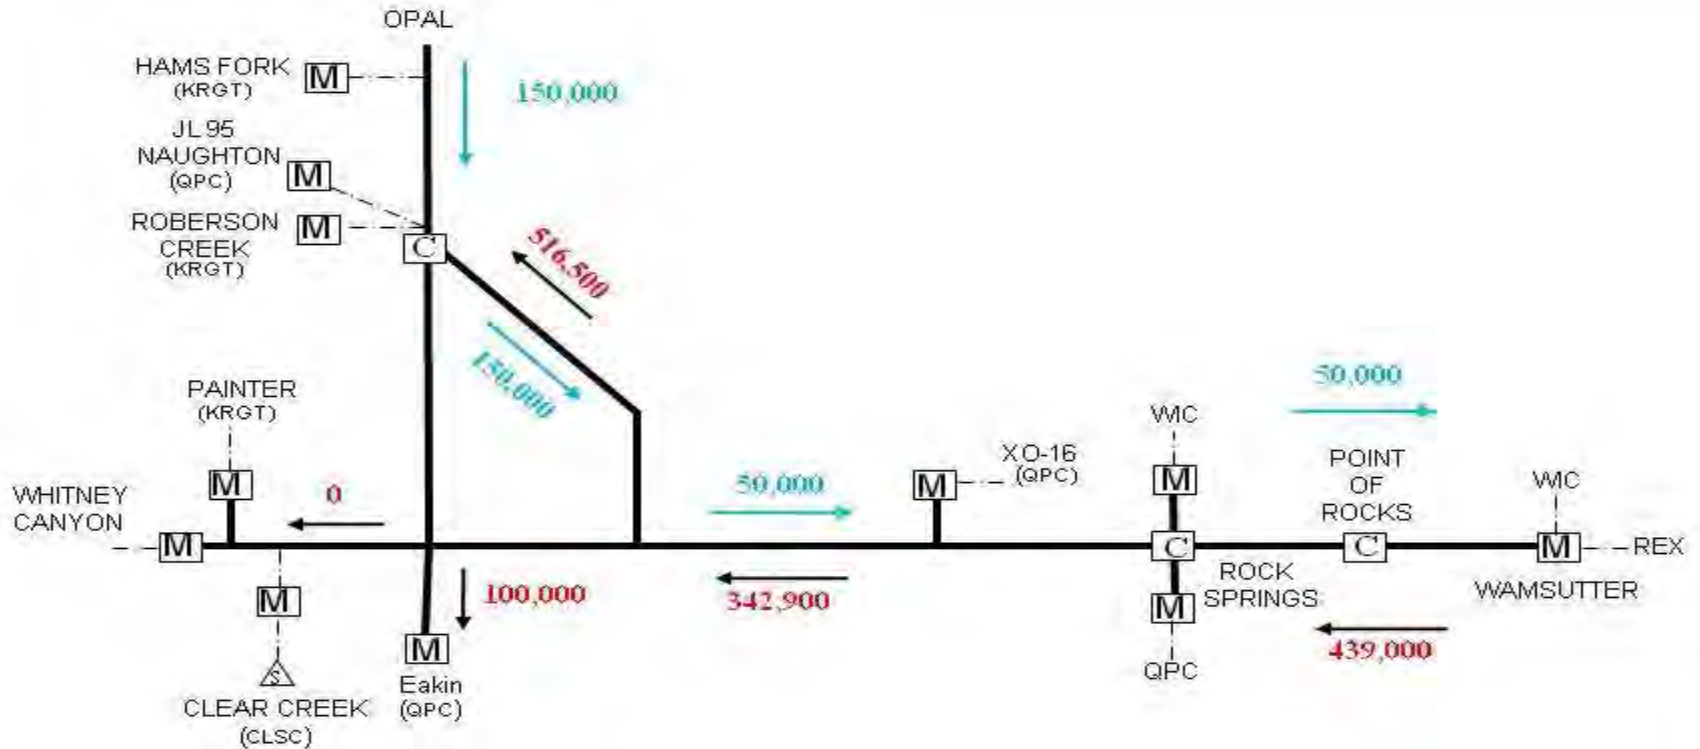 OPAL
HAMS FORK
(KRGT)
M
150,000
JL 95
NAUGHTON
(QPC)
M
ROBERSON
CREEK
(KRGT)
M
C
516,500
150,000
PAINTER
(KRGT)
M
WHITNEY
CANYON
M
0
50,000
M
XO-16
(QPC)
WIC
M
50,000
POINT
OF
ROCKS
WIC
C
C
M
REX
ROCK
SPRINGS
WAMSUTTER
M
S
CLEAR CREEK
(CLSC)
100,000
M
Eakin
(QPC)
342,900
M
QPC
439,000